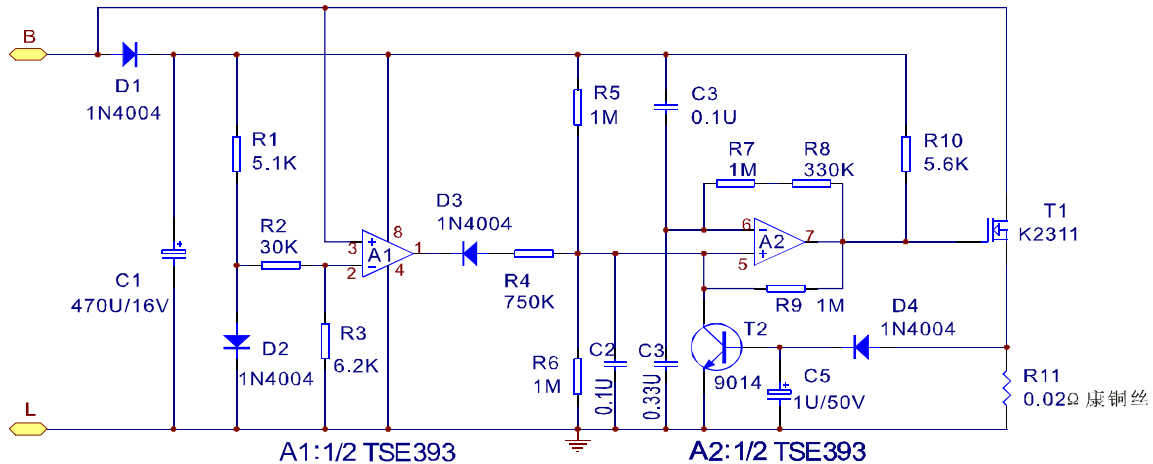 B
D1
1N4004
R1
5.1K
R5
1M
C3
0.1U
R10
5.6K
R7
1M
R8
330K
D3
1N4004
R2
30K
3
8
+
A1
1
−
2
4
6
−
A2
7
+
5
T1
K2311
C1
470U/16V
R4
750K
R9 1M
D4
1N4004
D2
1N4004
R3
6.2K
R6
1M
C2
0.1U
C3
0.33U
T2
9014
C5
1U/50V
R11
0.02Ω康铜丝
L
A1:1/2 TSE393
A2:1/2 TSE393